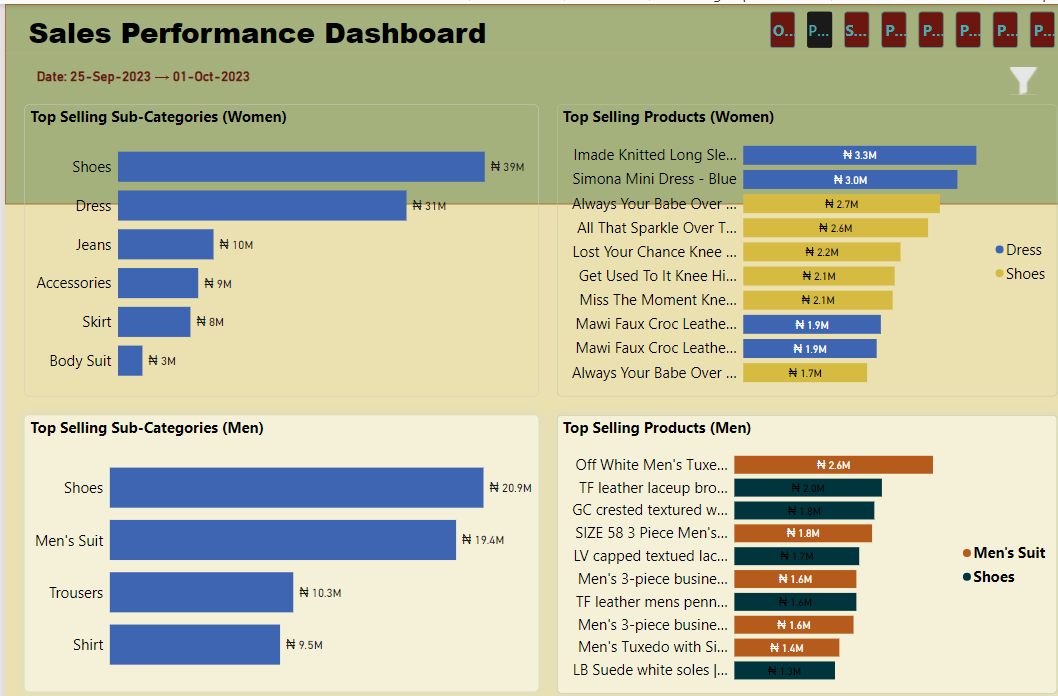 Sales Performance Dashboard
O... P... S... P... P... P... P... P...
Date: 25-Sep-2023 → 01-Oct-2023
Top Selling Sub-Categories (Women)
Shoes ₦ 39M
Dress ₦ 31M
Jeans ₦ 10M
Accessories ₦ 9M
Skirt ₦ 8M
Body Suit ₦ 3M
Top Selling Products (Women)
Imade Knitted Long Sle... ₦ 3.3M
Simona Mini Dress - Blue ₦ 3.0M
Always Your Babe Over ... ₦ 2.7M
All That Sparkle Over T... ₦ 2.6M
Lost Your Chance Knee ... ₦ 2.2M
Get Used To It Knee Hi... ₦ 2.1M
Miss The Moment Kne... ₦ 2.1M
Mawi Faux Croc Leathe... ₦ 1.9M
Mawi Faux Croc Leathe... ₦ 1.9M
Always Your Babe Over ... ₦ 1.7M
Dress
Shoes
Top Selling Sub-Categories (Men)
Shoes ₦ 20.9M
Men's Suit ₦ 19.4M
Trousers ₦ 10.3M
Shirt ₦ 9.5M
Top Selling Products (Men)
Off White Men's Tuxe... ₦ 2.6M
TF leather laceup bro... ₦ 2.0M
GC crested textured w... ₦ 1.8M
SIZE 58 3 Piece Men's... ₦ 1.8M
LV capped textued lac... ₦ 1.7M
Men's 3-piece busine... ₦ 1.6M
TF leather mens penn... ₦ 1.6M
Men's 3-piece busine... ₦ 1.6M
Men's Tuxedo with Si... ₦ 1.4M
LB Suede white soles |... ₦ 1.3M
Men's Suit
Shoes